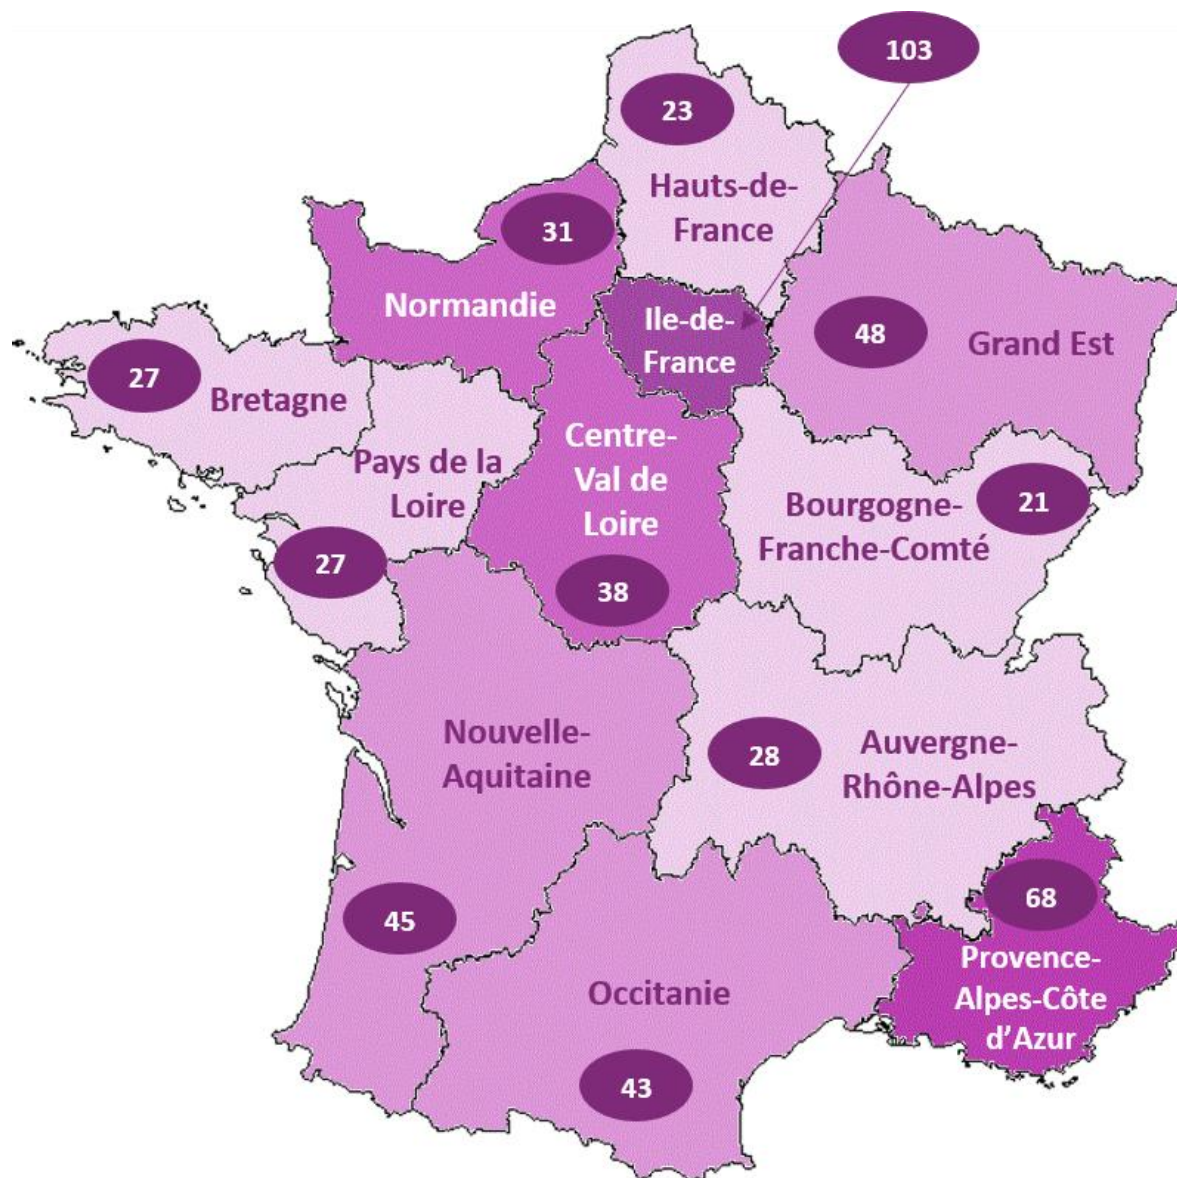 103
23
Hauts-de-
France
31
Normandie
Ile-de-
France
48
Grand Est
27
Bretagne
Pays de la
Loire
27
Centre-
Val de
Loire
38
Bourgogne-
Franche-Comté
21
Nouvelle-
Aquitaine
45
28
Auvergne-
Rhône-Alpes
68
Provence-
Alpes-Côte
d’Azur
Occitanie
43